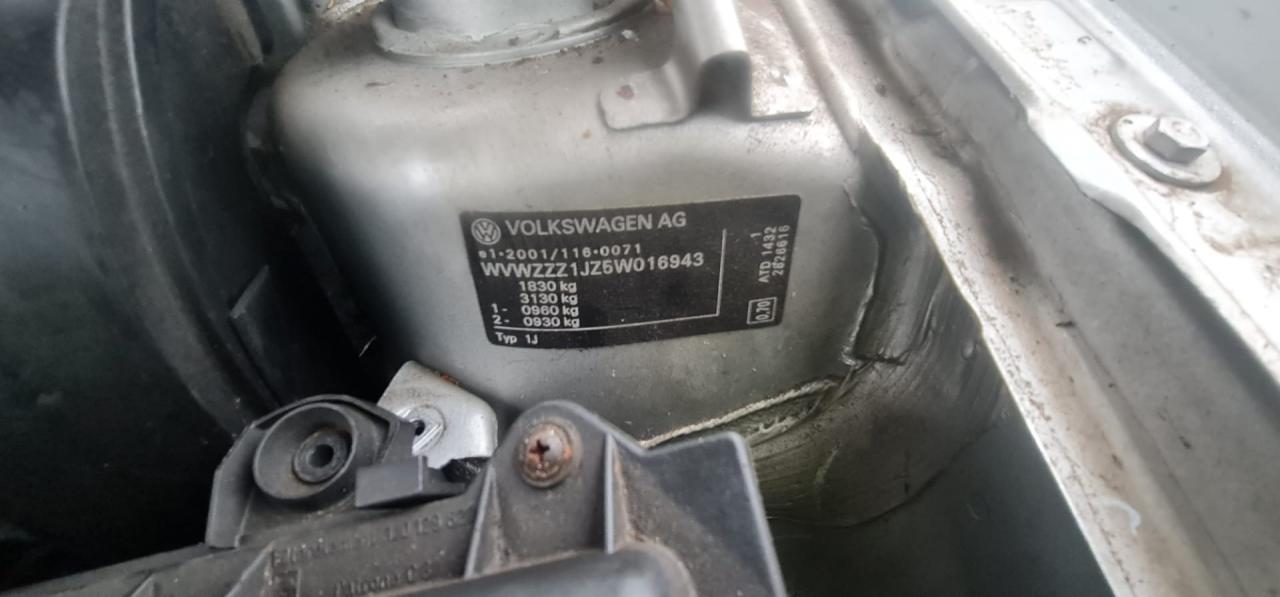 VOLKSWAGEN AG
e1*2001/116*0071
WVWZZZ1JZ5W016943
1830 kg
3130 kg
1- 0960 kg
2- 0930 kg
Typ 1J
1
ATD 1432
2626616
0.70